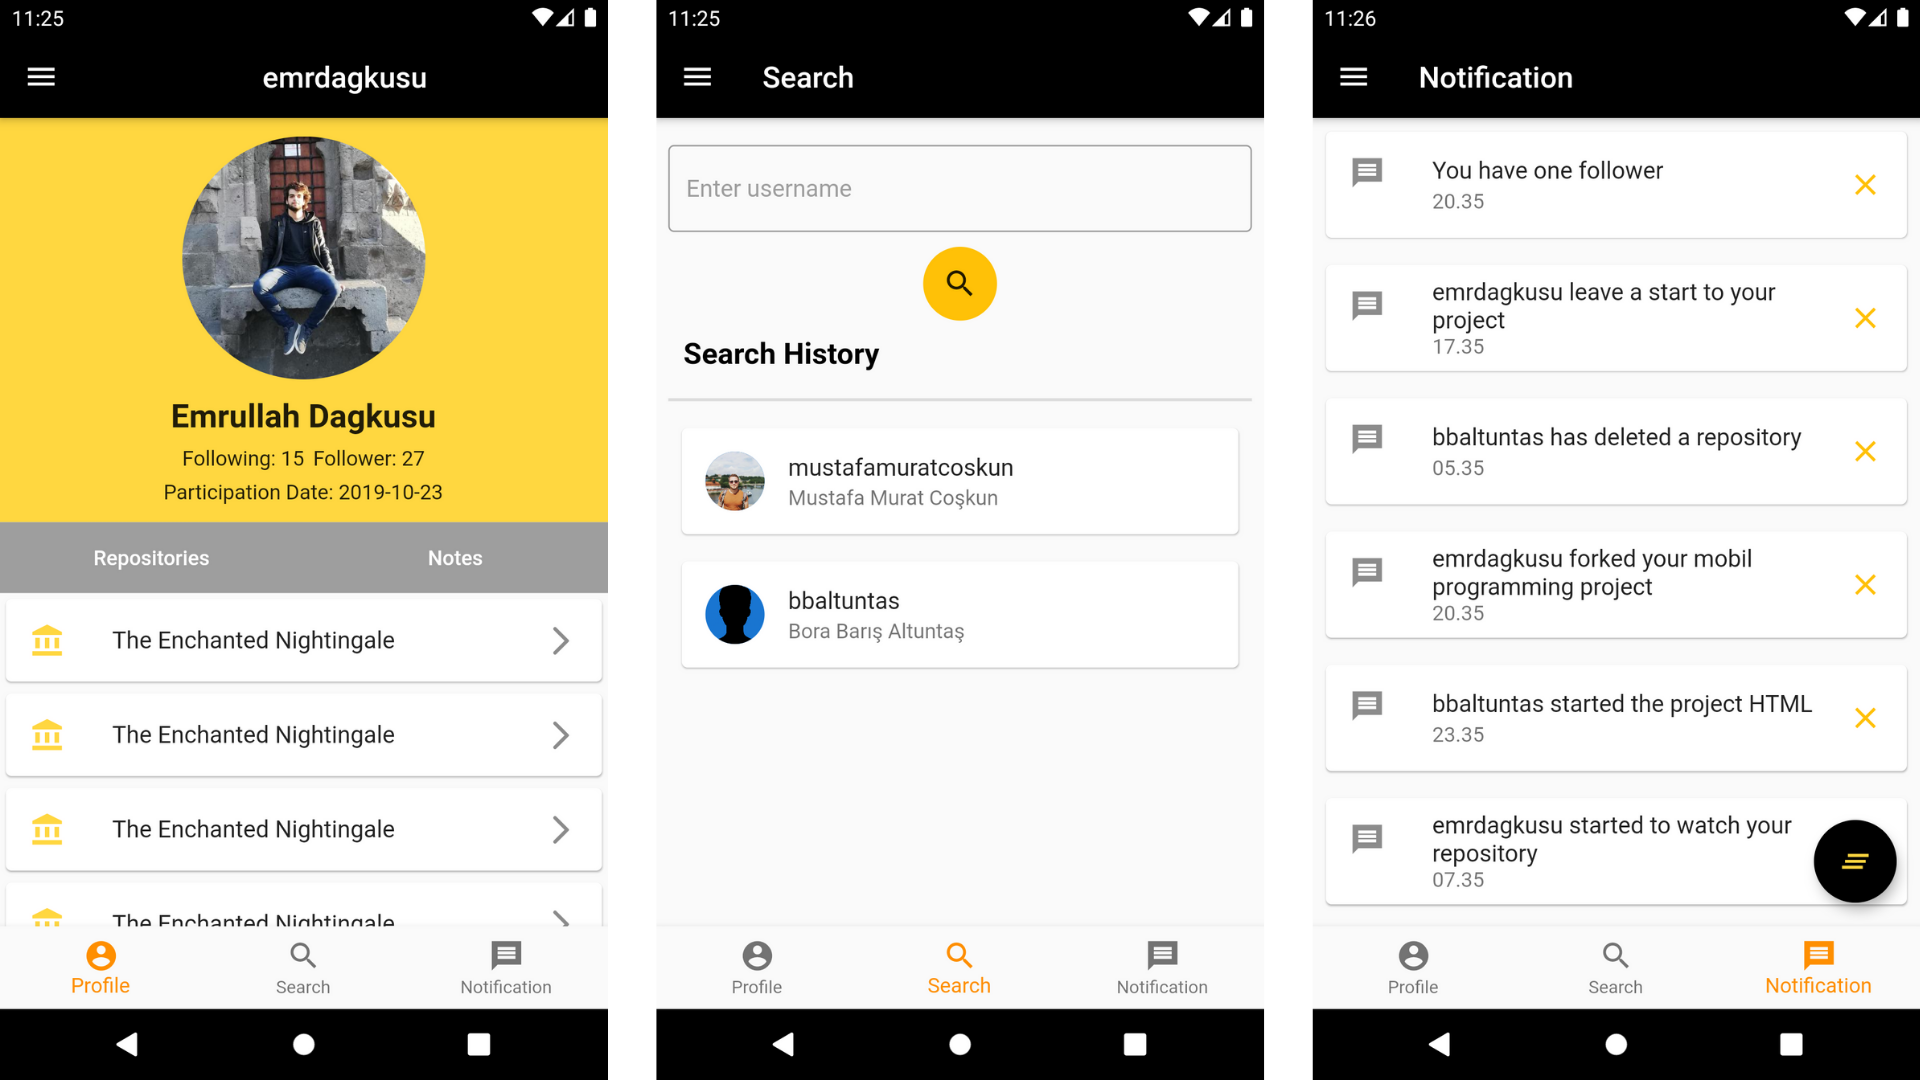 11:25
emrdagkusu
Emrullah Dagkusu
Following: 15 Follower: 27
Participation Date: 2019-10-23
Repositories Notes
The Enchanted Nightingale
The Enchanted Nightingale
The Enchanted Nightingale
The Enchanted Nightingale
Profile Search Notification
11:25
Search
Enter username
Search History
mustafamuratcoskun
Mustafa Murat Coşkun
bbaltuntas
Bora Barış Altuntaş
Profile Search Notification
11:26
Notification
You have one follower
20.35
emrdagkusu leave a start to your
project
17.35
bbaltuntas has deleted a repository
05.35
emrdagkusu forked your mobil
programming project
20.35
bbaltuntas started the project HTML
23.35
emrdagkusu started to watch your
repository
07.35
Profile Search Notification